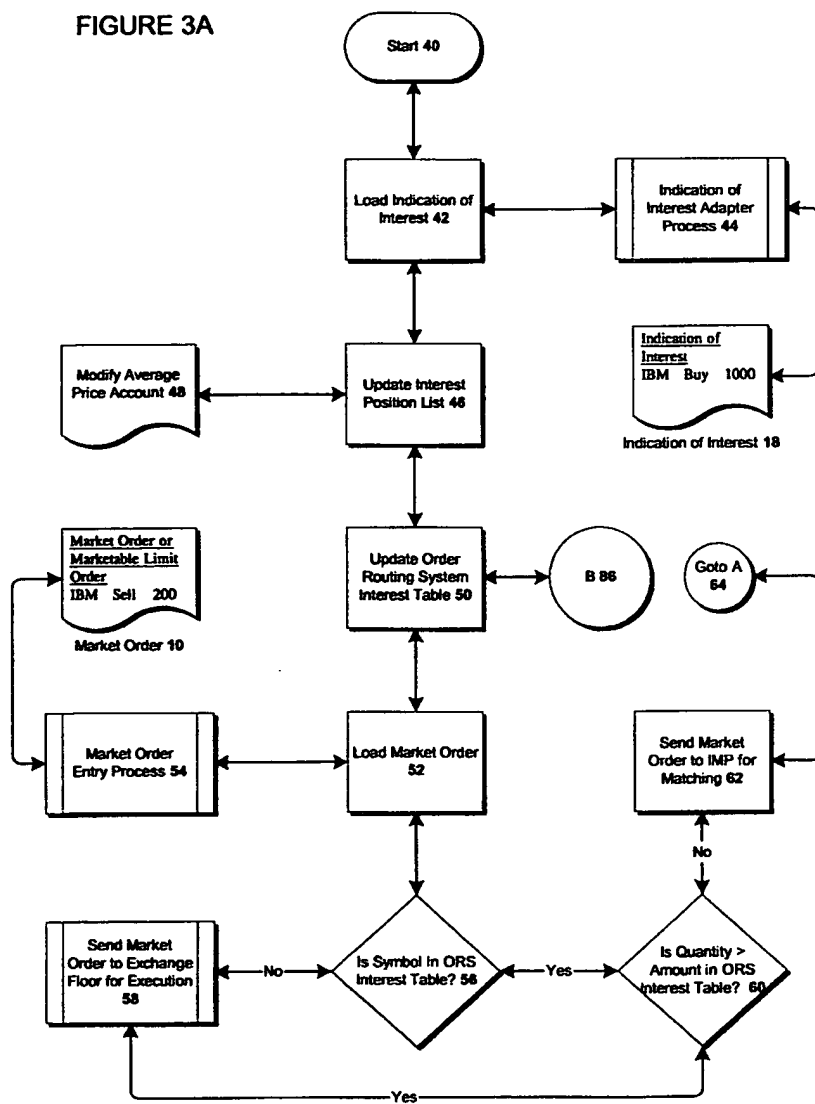 FIGURE 3A
Start 40
Load Indication of
Interest 42
Indication of
Interest Adapter
Process 44
Modify Average
Price Account 48
Update Interest
Position List 46
Indication of
Interest
IBM Buy 1000
Indication of Interest 18
Market Order or
Marketable Limit
Order
IBM Sell 200
Market Order 10
Update Order
Routing System
Interest Table 50
B 86
Goto A
64
Market Order
Entry Process 54
Load Market Order
52
Send Market
Order to IMP for
Matching 62
No
Send Market
Order to Exchange
Floor for Execution
58
No
Is Symbol In ORS
Interest Table? 56
Yes
Is Quantity >
Amount in ORS
Interest Table? 60
Yes